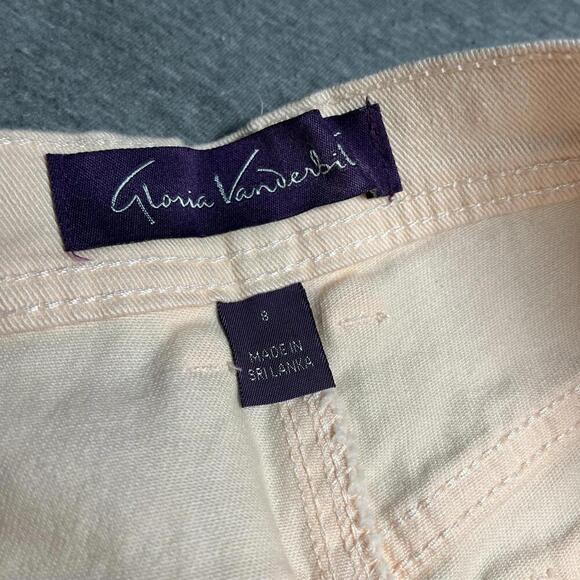 Gloria Vanderbilt
8
MADE IN
SRI LANKA